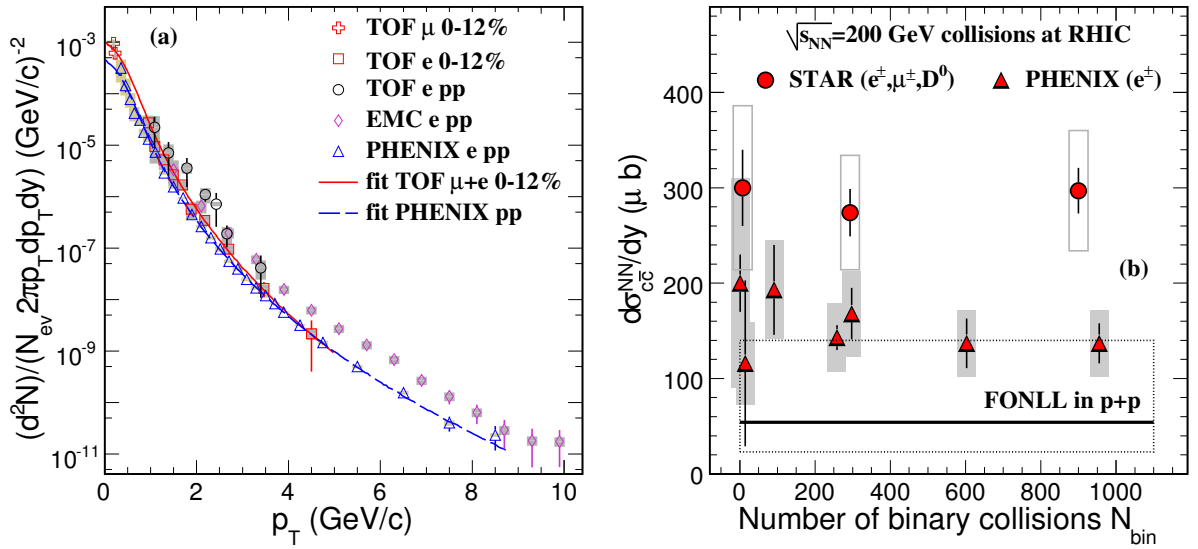 (a)
TOF μ 0-12%
TOF e 0-12%
TOF e pp
EMC e pp
PHENIX e pp
fit TOF μ+e 0-12%
fit PHENIX pp
(d²N)/(N_ev 2πp_T dp_T dy) (GeV/c)⁻²
10⁻³
10⁻⁵
10⁻⁷
10⁻⁹
10⁻¹¹
0 2 4 6 8 10
p_T (GeV/c)
√s_NN=200 GeV collisions at RHIC
STAR (e±,μ±,D⁰) PHENIX (e±)
(b)
FONLL in p+p
dσ^NN_cc̅/dy (μ b)
400
300
200
100
0
0 200 400 600 800 1000
Number of binary collisions N_bin